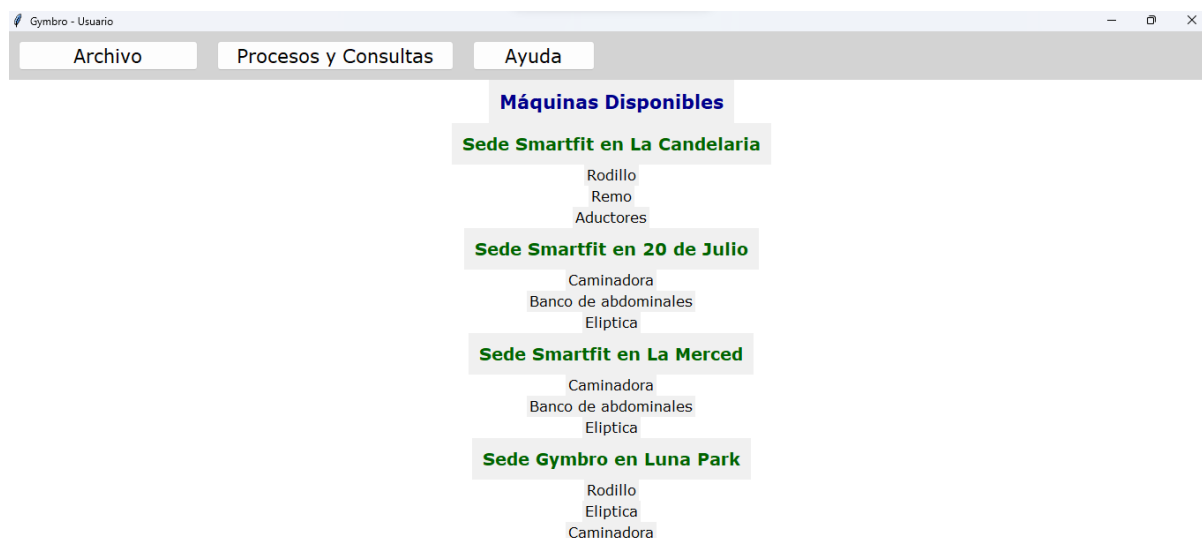 Gymbro - Usuario
Archivo Procesos y Consultas Ayuda
Máquinas Disponibles
Sede Smartfit en La Candelaria
Rodillo
Remo
Aductores
Sede Smartfit en 20 de Julio
Caminadora
Banco de abdominales
Eliptica
Sede Smartfit en La Merced
Caminadora
Banco de abdominales
Eliptica
Sede Gymbro en Luna Park
Rodillo
Eliptica
Caminadora